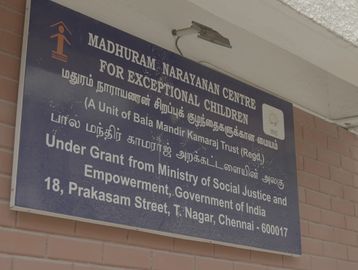 MADHURAM NARAYANAN CENTRE
FOR EXCEPTIONAL CHILDREN
மதுரம் நாராயணன் சிறப்புக் குழந்தைகளுக்கான மையம்
(A Unit of Bala Mandir Kamaraj Trust (Regd.)
பால மந்திர் காமராஜ் அறக்கட்டளையின் அலகு
Under Grant from Ministry of Social Justice and
Empowerment, Government of India
18, Prakasam Street, T. Nagar, Chennai - 600017